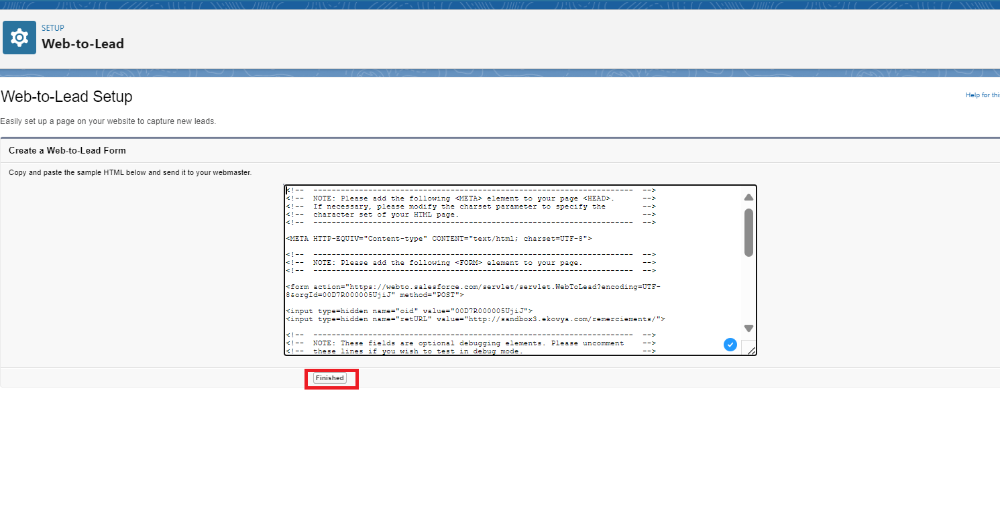 SETUP
Web-to-Lead
Web-to-Lead Setup
Help for this
Easily set up a page on your website to capture new leads.
Create a Web-to-Lead Form
Copy and paste the sample HTML below and send it to your webmaster.
<!--  ----------------------------------------------------------------------  -->
<!--  NOTE: Please add the following <META> element to your page <HEAD>.      -->
<!--  If necessary, please modify the charset parameter to specify the        -->
<!--  character set of your HTML page.                                        -->
<!--  ----------------------------------------------------------------------  -->
<META HTTP-EQUIV="Content-type" CONTENT="text/html; charset=UTF-8">
<!--  ----------------------------------------------------------------------  -->
<!--  NOTE: Please add the following <FORM> element to your page.             -->
<!--  ----------------------------------------------------------------------  -->
<form action="https://webto.salesforce.com/servlet/servlet.WebToLead?encoding=UTF-
8&orgId=00D7R000005UjiJ" method="POST">
<input type=hidden name="oid" value="00D7R000005UjiJ">
<input type=hidden name="retURL" value="http://sandbox3.ekovya.com/remerciements/">
<!--  ----------------------------------------------------------------------  -->
<!--  NOTE: These fields are optional debugging elements. Please uncomment    -->
<!--  these lines if you wish to test in debug mode.                          -->
Finished